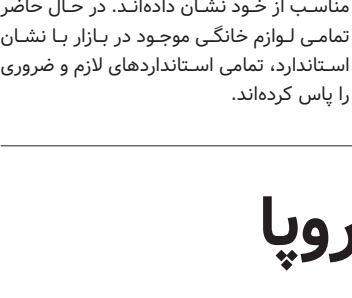 مناسب از خود نشان داده‌اند. در حال حاضر
تمامی لوازم خانگی موجود در بازار با نشان
استاندارد، تمامی استانداردهای لازم و ضروری
را پاس کرده‌اند.
روپا